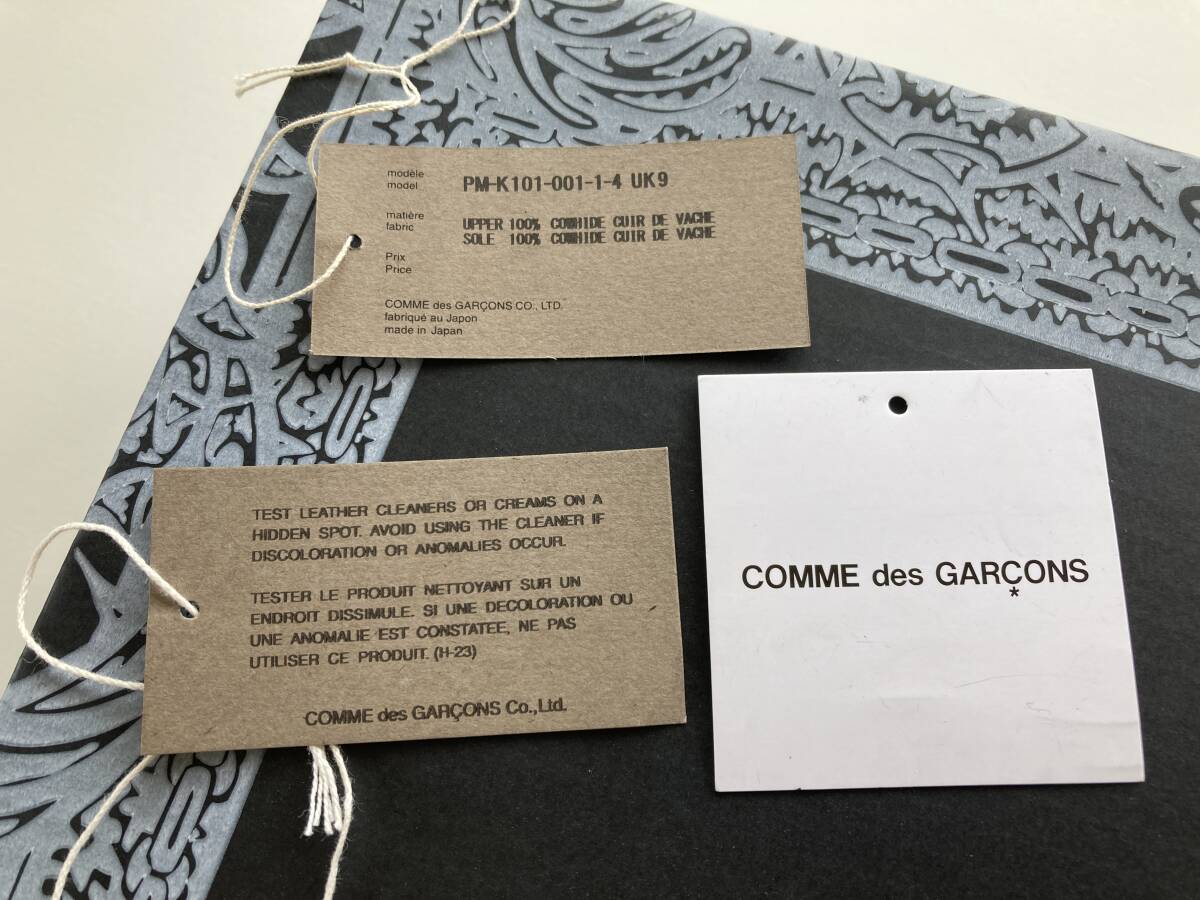 modèle
model
PM-K101-001-1-4 UK9
matière
fabric
UPPER 100% COWHIDE CUIR DE VACHE
SOLE 100% COWHIDE CUIR DE VACHE
Prix
Price
COMME des GARÇONS CO., LTD.
fabriqué au Japon
made in Japan
TEST LEATHER CLEANERS OR CREAMS ON A
HIDDEN SPOT. AVOID USING THE CLEANER IF
DISCOLORATION OR ANOMALIES OCCUR.
TESTER LE PRODUIT NETTOYANT SUR UN
ENDROIT DISSIMULE. SI UNE DECOLORATION OU
UNE ANOMALIE EST CONSTATEE, NE PAS
UTILISER CE PRODUIT. (H-23)
COMME des GARÇONS Co.,Ltd.
COMME des GARÇONS
*